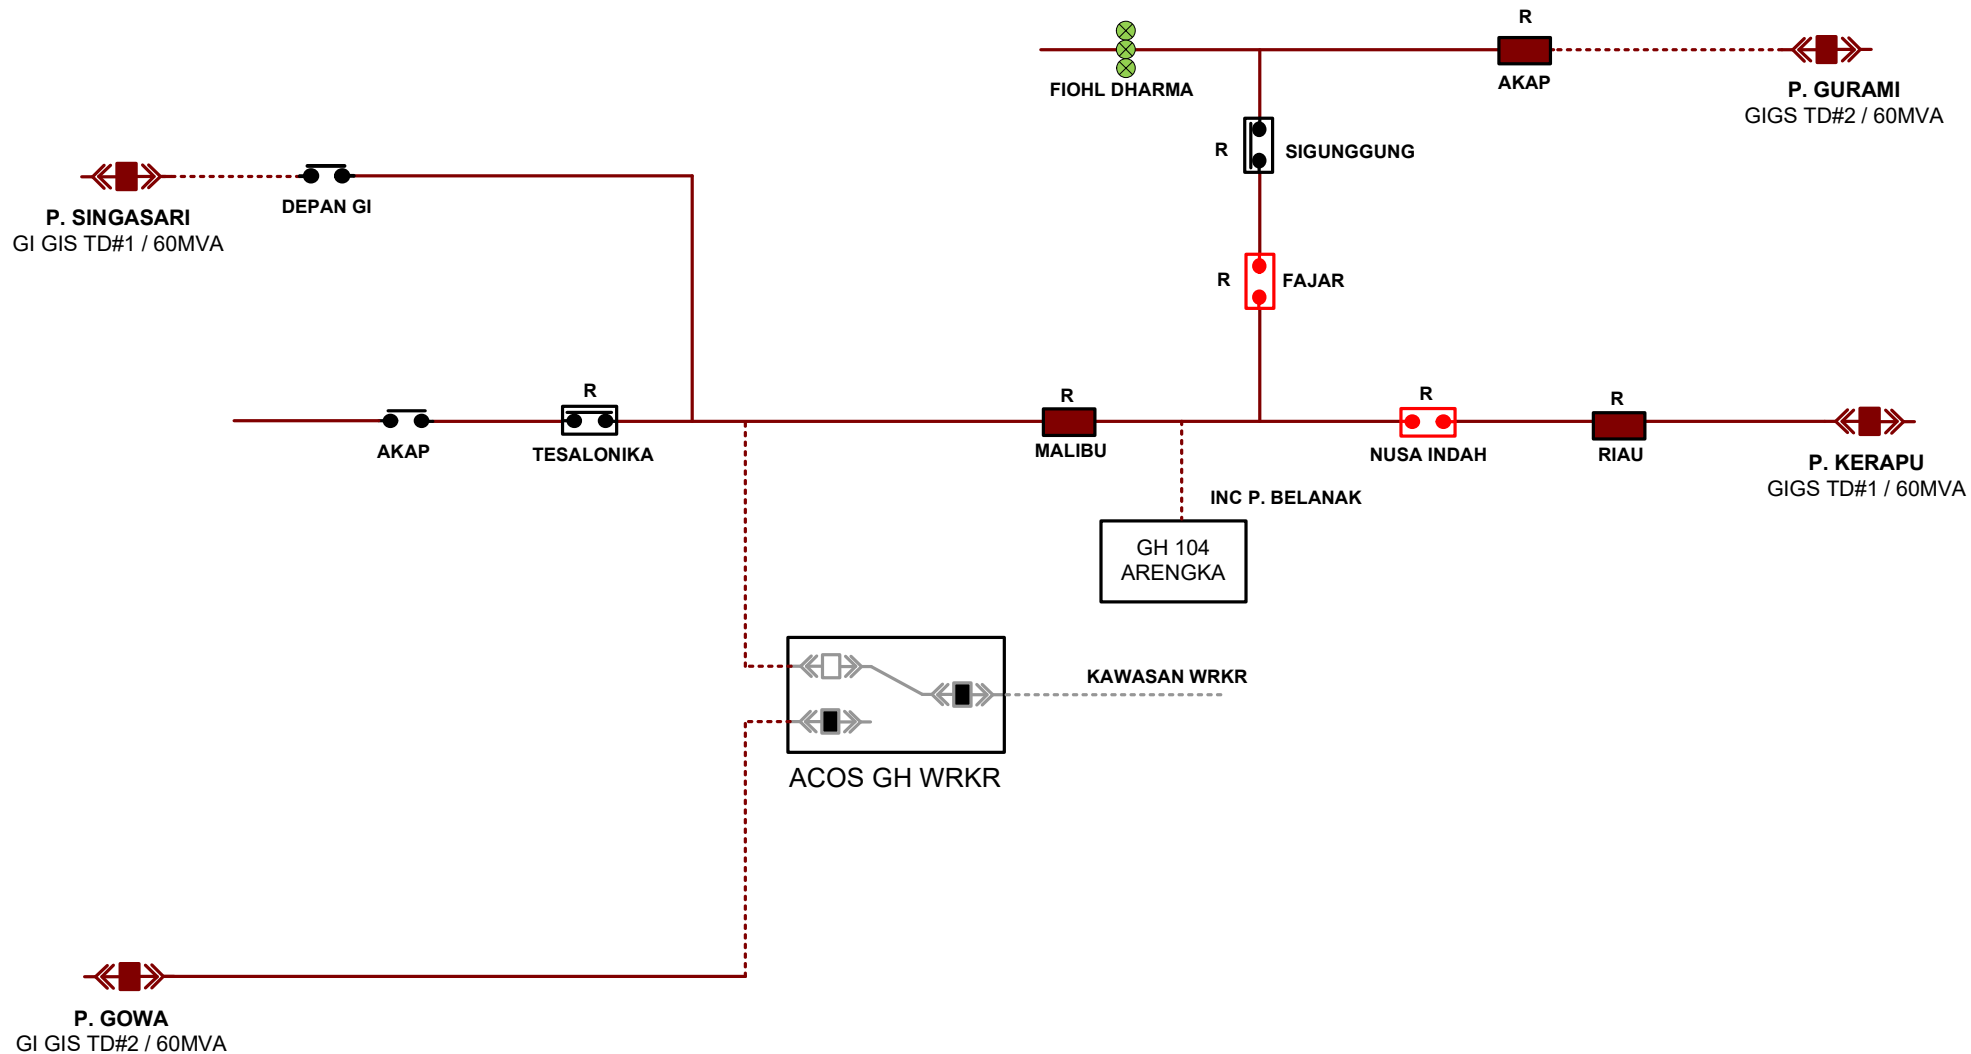 R
FIOHL DHARMA
AKAP
P. GURAMI
GIGS TD#2 / 60MVA
R
SIGUNGGUNG
DEPAN GI
P. SINGASARI
GI GIS TD#1 / 60MVA
R
FAJAR
R
R
R
R
AKAP
TESALONIKA
MALIBU
NUSA INDAH
RIAU
P. KERAPU
GIGS TD#1 / 60MVA
INC P. BELANAK
GH 104
ARENGKA
KAWASAN WRKR
ACOS GH WRKR
P. GOWA
GI GIS TD#2 / 60MVA